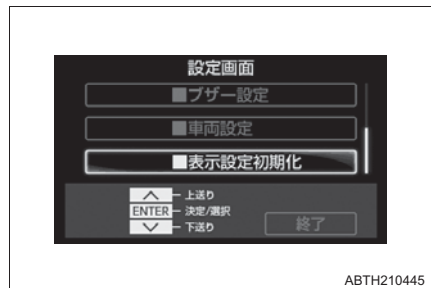 設定画面
■ブザー設定
■車両設定
■表示設定初期化
上送り
ENTER 決定/選択
下送り
終了
ABTH210445